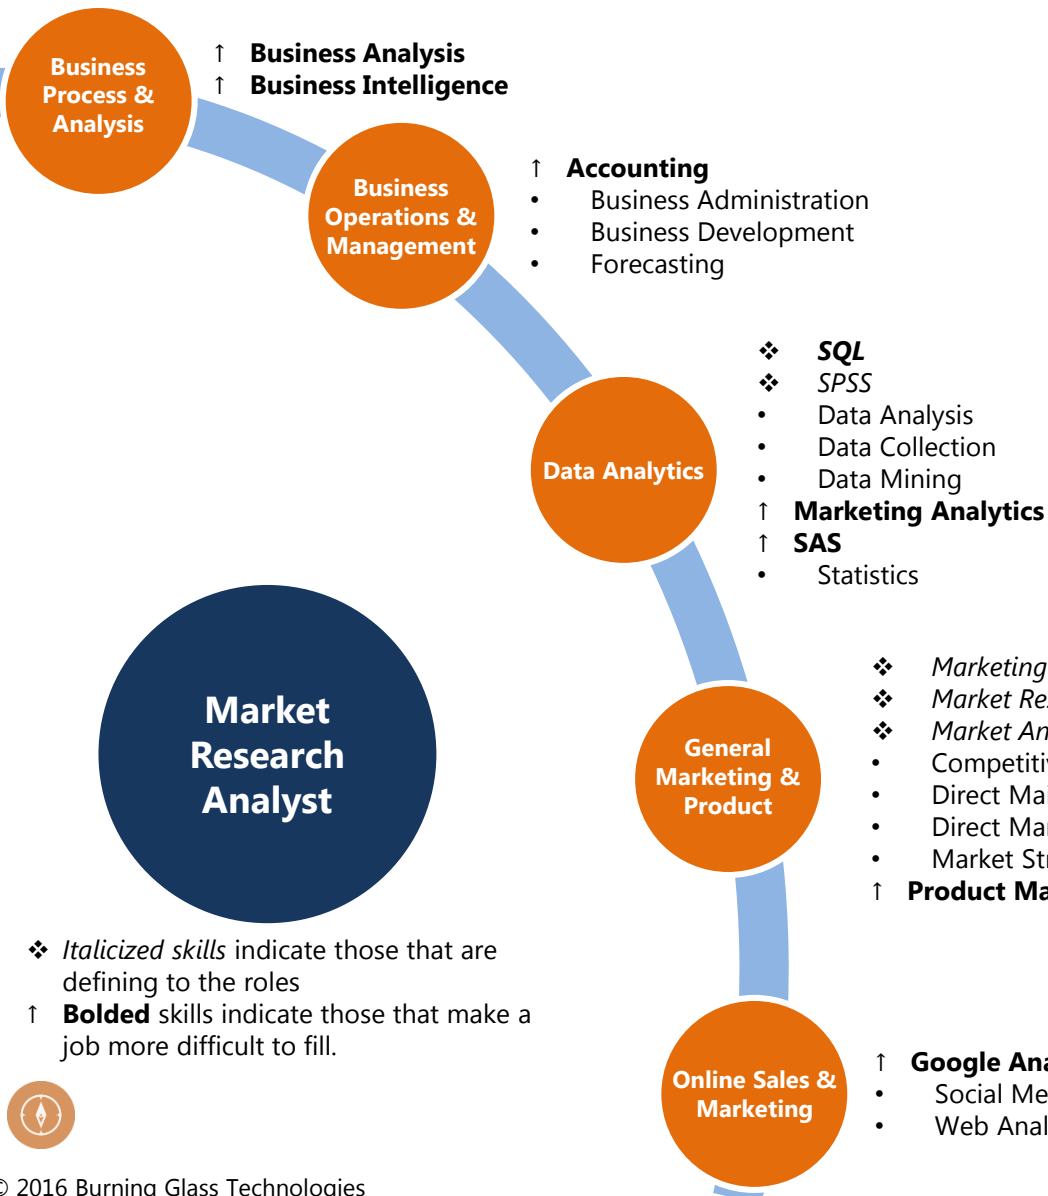 Business
Process &
Analysis
↑ Business Analysis
↑ Business Intelligence
Business
Operations &
Management
↑ Accounting
• Business Administration
• Business Development
• Forecasting
Data Analytics
❖ SQL
❖ SPSS
• Data Analysis
• Data Collection
• Data Mining
↑ Marketing Analytics
↑ SAS
• Statistics
Market
Research
Analyst
General
Marketing &
Product
❖ Marketing
❖ Market
❖ Market
•
• Direct
• Direct
• Market
↑ Product
❖ Italicized skills indicate those that are
defining to the roles
↑ Bolded skills indicate those that make a
job more difficult to fill.
Online Sales &
Marketing
↑ Google
• Social
• Web
© 2016 Burning Glass Technologies